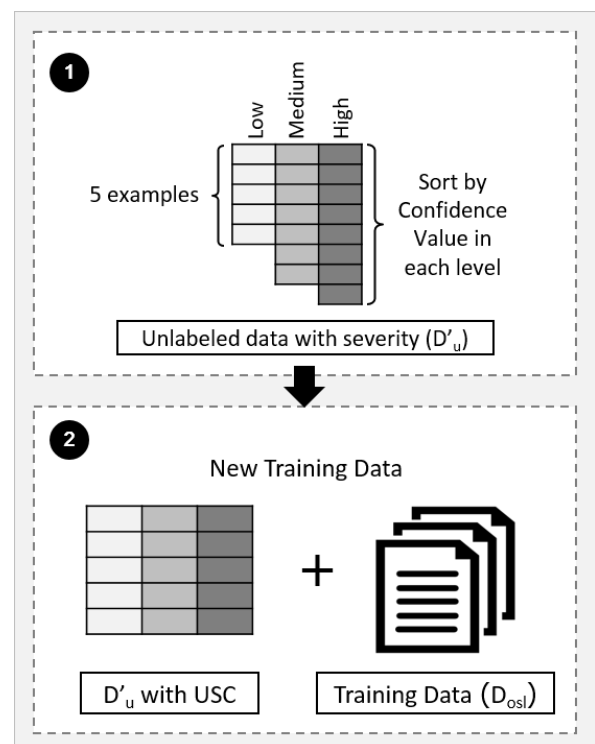 1
Low
Medium
High
5 examples
Sort by
Confidence
Value in
each level
Unlabeled data with severity (D'u)
2
New Training Data
+
D'u with USC
Training Data (Dosl)